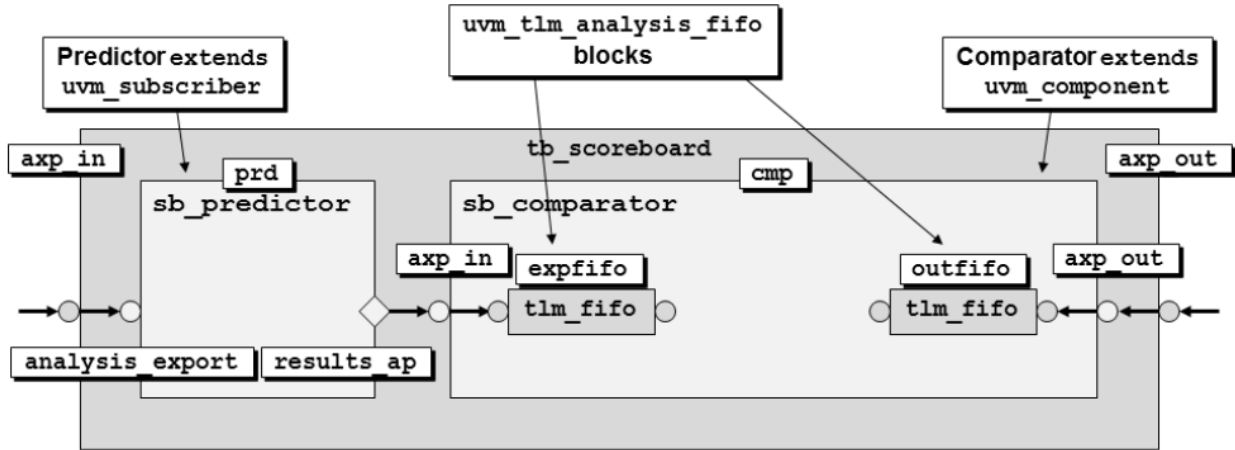 uvm_tlm_analysis_fifo
blocks
Predictor extends
uvm_subscriber
Comparator extends
uvm_component
axp_in
tb_scoreboard
axp_out
prd
cmp
sb_predictor
sb_comparator
axp_in
expfifo
outfifo
axp_out
tlm_fifo
tlm_fifo
analysis_export
results_ap